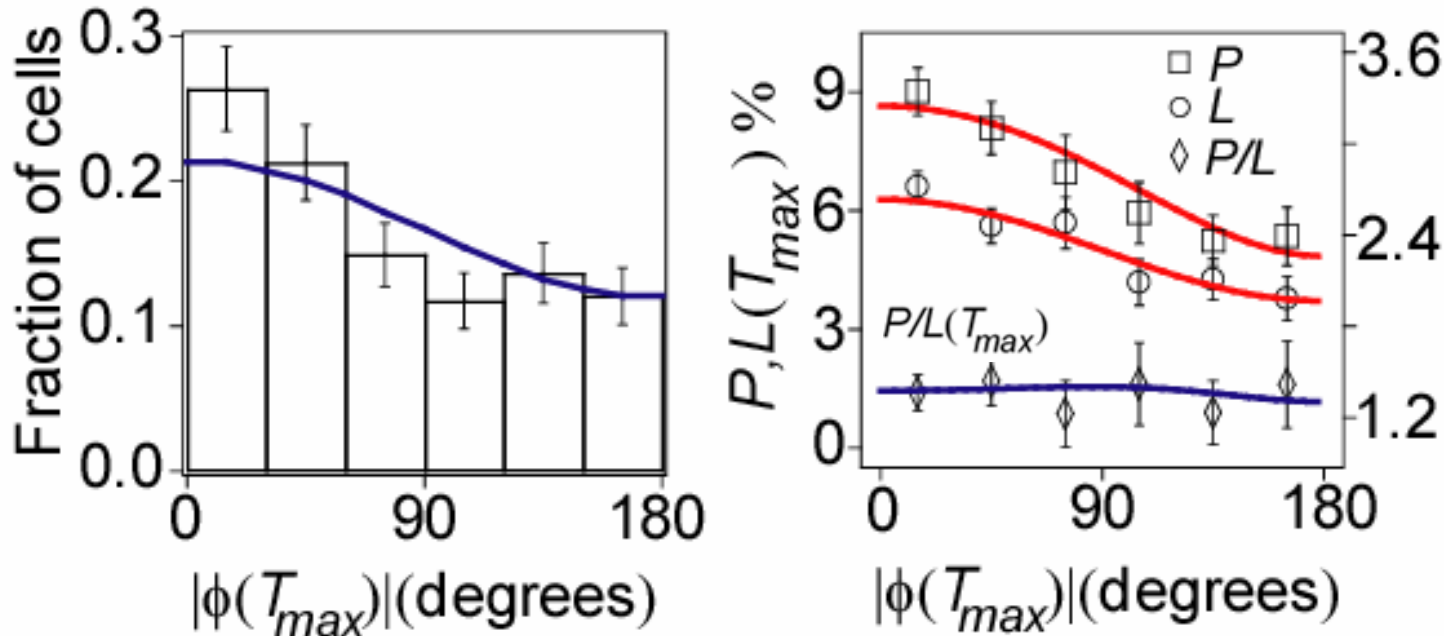 Fraction of cells
0.3
0.2
0.1
0.0
0 90 180
|ϕ(Tmax)|(degrees)
P,L(Tmax) %
9
6
3
0
P
L
P/L
P/L(Tmax)
3.6
2.4
1.2
0 90 180
|ϕ(Tmax)|(degrees)